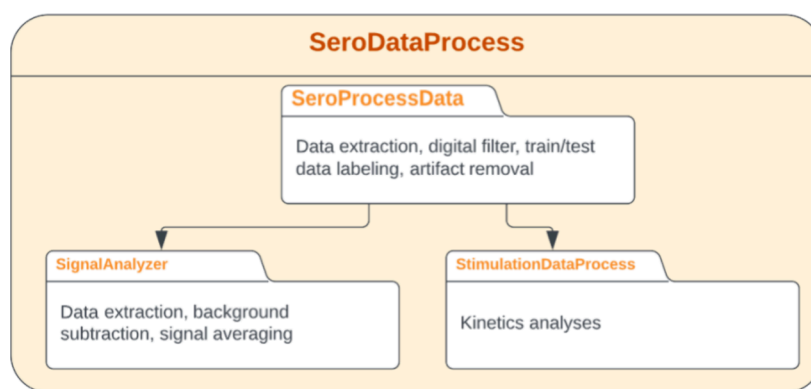 SeroDataProcess
SeroProcessData
Data extraction, digital filter, train/test
data labeling, artifact removal
SignalAnalyzer
Data extraction, background
subtraction, signal averaging
StimulationDataProcess
Kinetics analyses